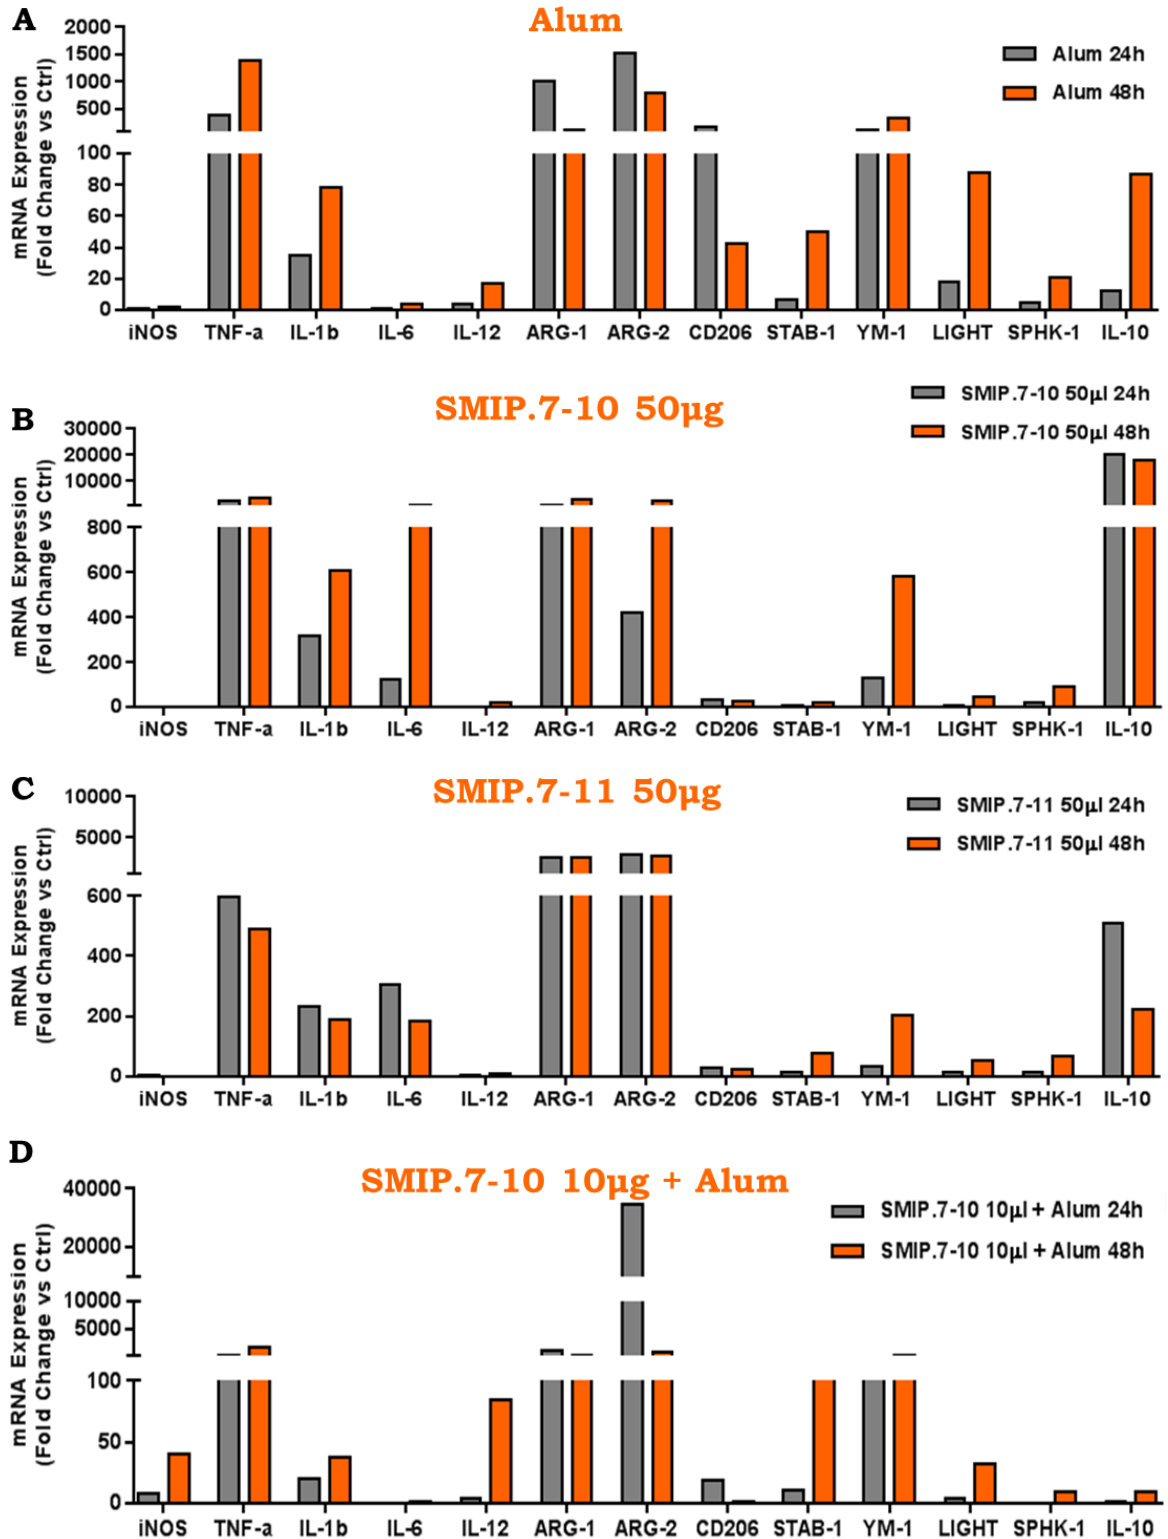 A
Alum
mRNA Expression
(Fold Change vs Ctrl)
2000
1500
1000
500
100
80
60
40
20
0
Alum 24h
Alum 48h
iNOS TNF-a IL-1b IL-6 IL-12 ARG-1 ARG-2 CD206 STAB-1 YM-1 LIGHT SPHK-1 IL-10
B
SMIP.7-10 50µg
mRNA Expression
(Fold Change vs Ctrl)
30000
20000
10000
800
600
400
200
0
SMIP.7-10 50µl 24h
SMIP.7-10 50µl 48h
iNOS TNF-a IL-1b IL-6 IL-12 ARG-1 ARG-2 CD206 STAB-1 YM-1 LIGHT SPHK-1 IL-10
C
SMIP.7-11 50µg
mRNA Expression
(Fold Change vs Ctrl)
10000
5000
600
400
200
0
SMIP.7-11 50µl 24h
SMIP.7-11 50µl 48h
iNOS TNF-a IL-1b IL-6 IL-12 ARG-1 ARG-2 CD206 STAB-1 YM-1 LIGHT SPHK-1 IL-10
D
SMIP.7-10 10µg + Alum
mRNA Expression
(Fold Change vs Ctrl)
40000
20000
10000
5000
100
50
0
SMIP.7-10 10µl + Alum 24h
SMIP.7-10 10µl + Alum 48h
iNOS TNF-a IL-1b IL-6 IL-12 ARG-1 ARG-2 CD206 STAB-1 YM-1 LIGHT SPHK-1 IL-10